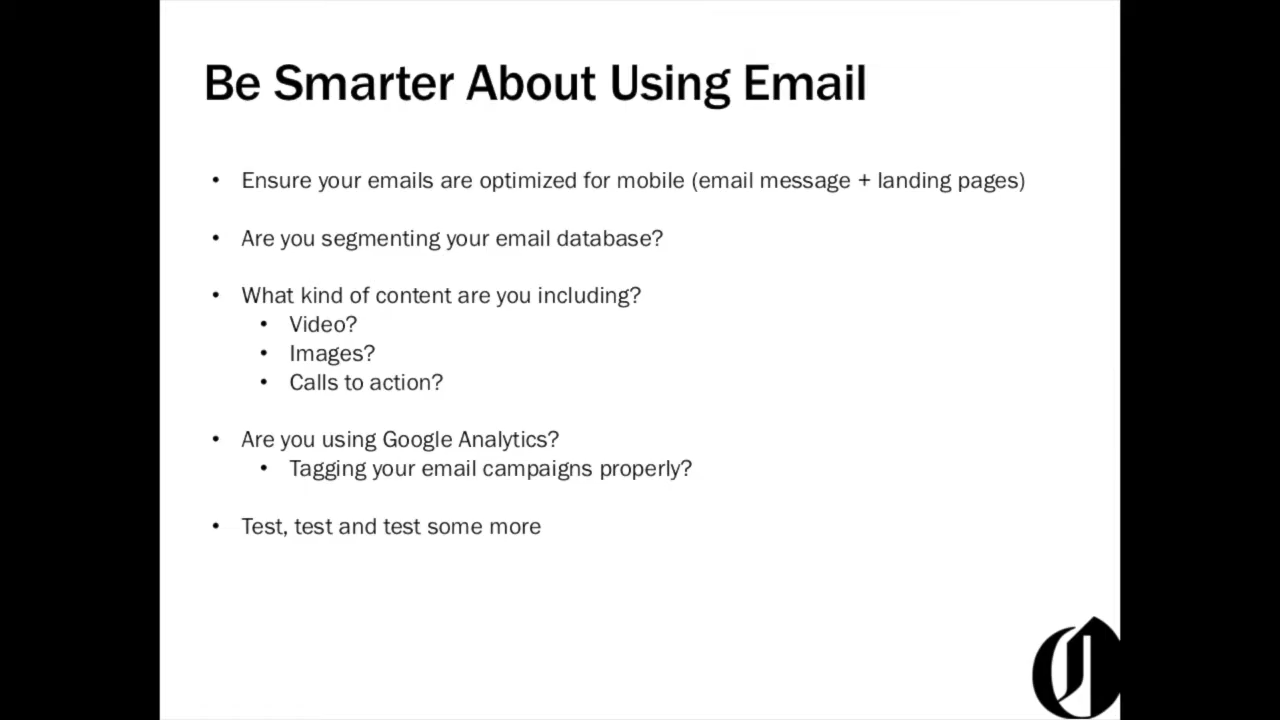 Be Smarter About Using Email
• Ensure your emails are optimized for mobile (email message + landing pages)
• Are you segmenting your email database?
• What kind of content are you including?
• Video?
• Images?
• Calls to action?
• Are you using Google Analytics?
• Tagging your email campaigns properly?
• Test, test and test some more
C